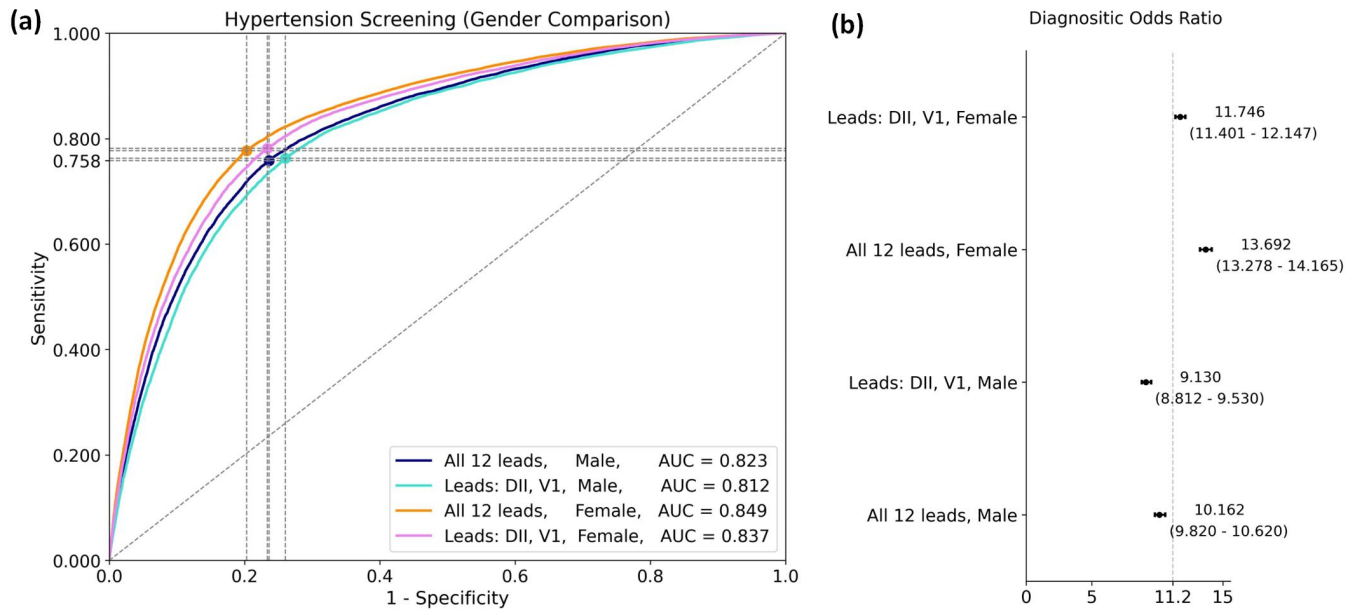 (a)
Hypertension Screening (Gender Comparison)
1.000
0.800
0.758
0.600
0.400
0.200
0.000
Sensitivity
0.0
0.2
0.4
0.6
0.8
1.0
1 - Specificity
All 12 leads, Male, AUC = 0.823
Leads: DII, V1, Male, AUC = 0.812
All 12 leads, Female, AUC = 0.849
Leads: DII, V1, Female, AUC = 0.837
(b)
Diagnositic Odds Ratio
Leads: DII, V1, Female
11.746
(11.401 - 12.147)
All 12 leads, Female
13.692
(13.278 - 14.165)
Leads: DII, V1, Male
9.130
(8.812 - 9.530)
All 12 leads, Male
10.162
(9.820 - 10.620)
0
5
11.2
15